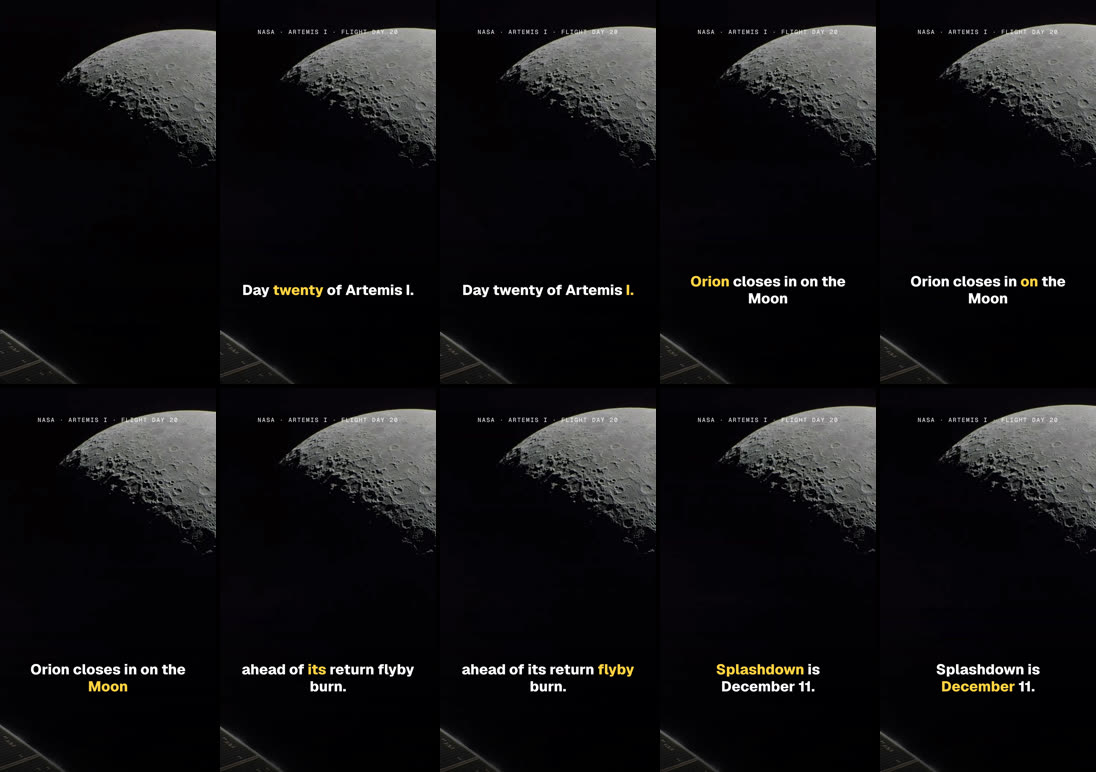 NASA · ARTEMIS I · FLIGHT DAY 20
Day twenty of Artemis I.
NASA · ARTEMIS I · FLIGHT DAY 20
Day twenty of Artemis I.
NASA · ARTEMIS I · FLIGHT DAY 20
Orion closes in on the
Moon
NASA · ARTEMIS I · FLIGHT DAY 20
Orion closes in on the
Moon
NASA · ARTEMIS I · FLIGHT DAY 20
Orion closes in on the
Moon
NASA · ARTEMIS I · FLIGHT DAY 20
ahead of its return flyby
burn.
NASA · ARTEMIS I · FLIGHT DAY 20
ahead of its return flyby
burn.
NASA · ARTEMIS I · FLIGHT DAY 20
Splashdown is
December 11.
NASA · ARTEMIS I · FLIGHT DAY 20
Splashdown is
December 11.